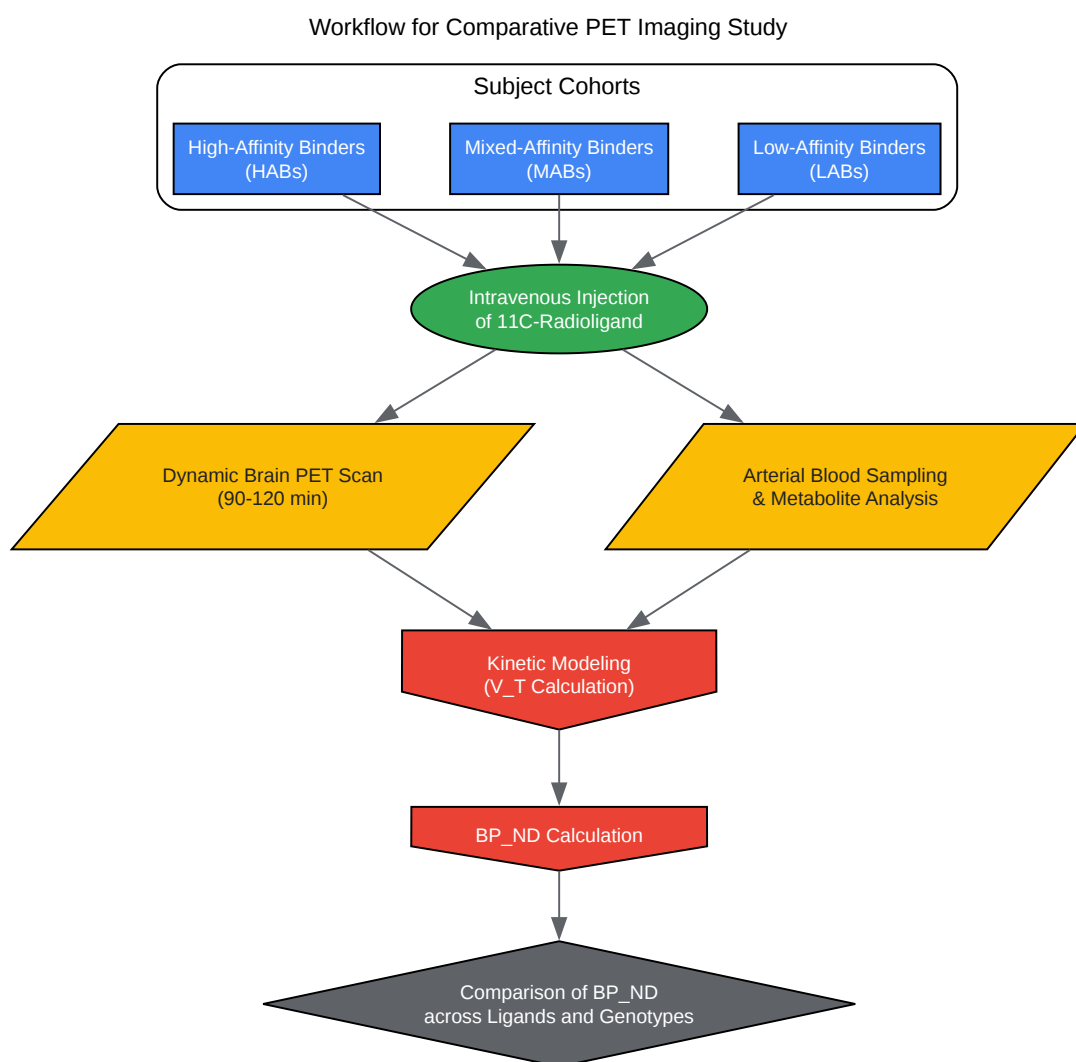 Workflow for Comparative PET Imaging Study
Subject Cohorts
High-Affinity Binders
(HABs)
Mixed-Affinity Binders
(MABs)
Low-Affinity Binders
(LABs)
Intravenous Injection
of 11C-Radioligand
Dynamic Brain PET Scan
(90-120 min)
Arterial Blood Sampling
& Metabolite Analysis
Kinetic Modeling
(V_T Calculation)
BP_ND Calculation
Comparison of BP_ND
across Ligands and Genotypes